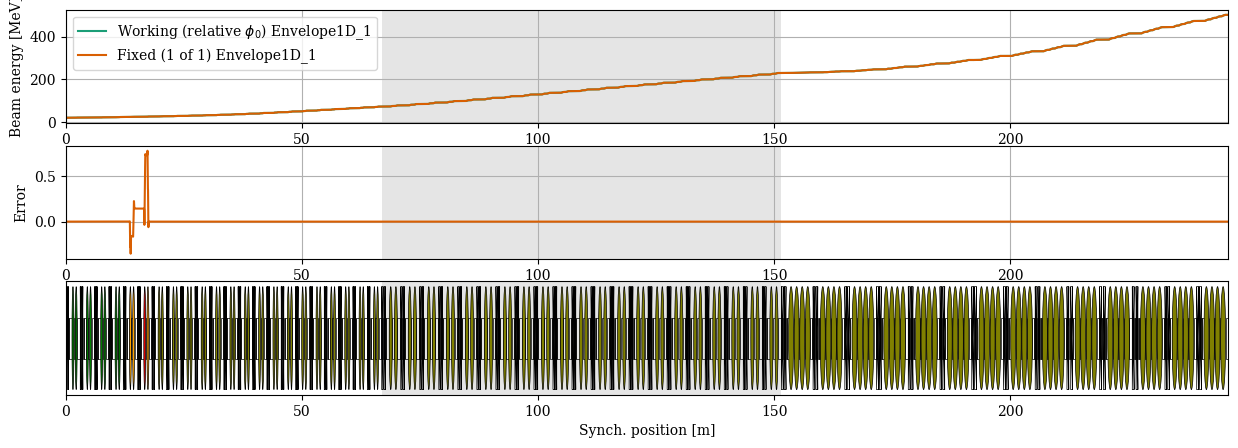 Beam energy [MeV]
400
200
0
Working (relative ϕ₀) Envelope1D_1
Fixed (1 of 1) Envelope1D_1
0 50 100 150 200
Error
0.5
0.0
0 50 100 150 200
0 50 100 150 200
Synch. position [m]